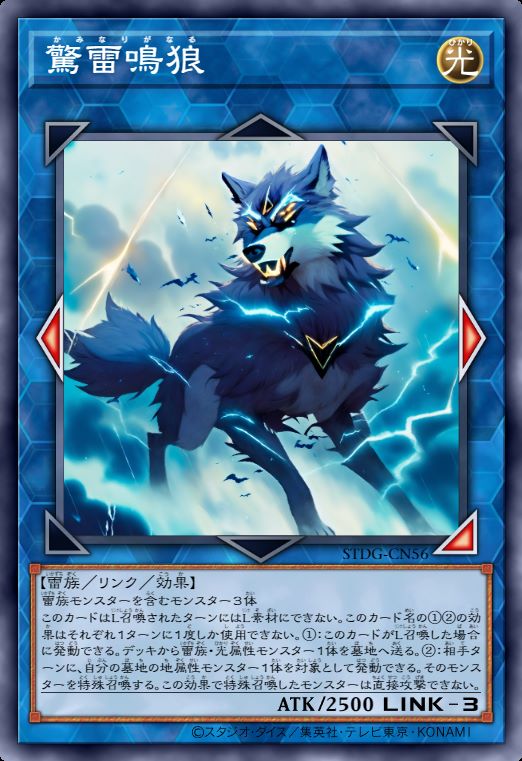 かみなりがなる
驚雷鳴狼
ひかり
光
STDG-CN56
【雷族／リンク／効果】
雷族モンスターを含むモンスター３体
このカードはL召喚されたターンにはL素材にできない。このカード名の①②の効
果はそれぞれ１ターンに１度しか使用できない。①：このカードがL召喚した場合
に発動できる。デッキから雷族・光属性モンスター１体を墓地へ送る。②：相手タ
ーンに、自分の墓地の地属性モンスター１体を対象として発動できる。そのモンス
ターを特殊召喚する。この効果で特殊召喚したモンスターは直接攻撃できない。
ATK/2500 LINK-3
©スタジオ・ダイス／集英社・テレビ東京・KONAMI